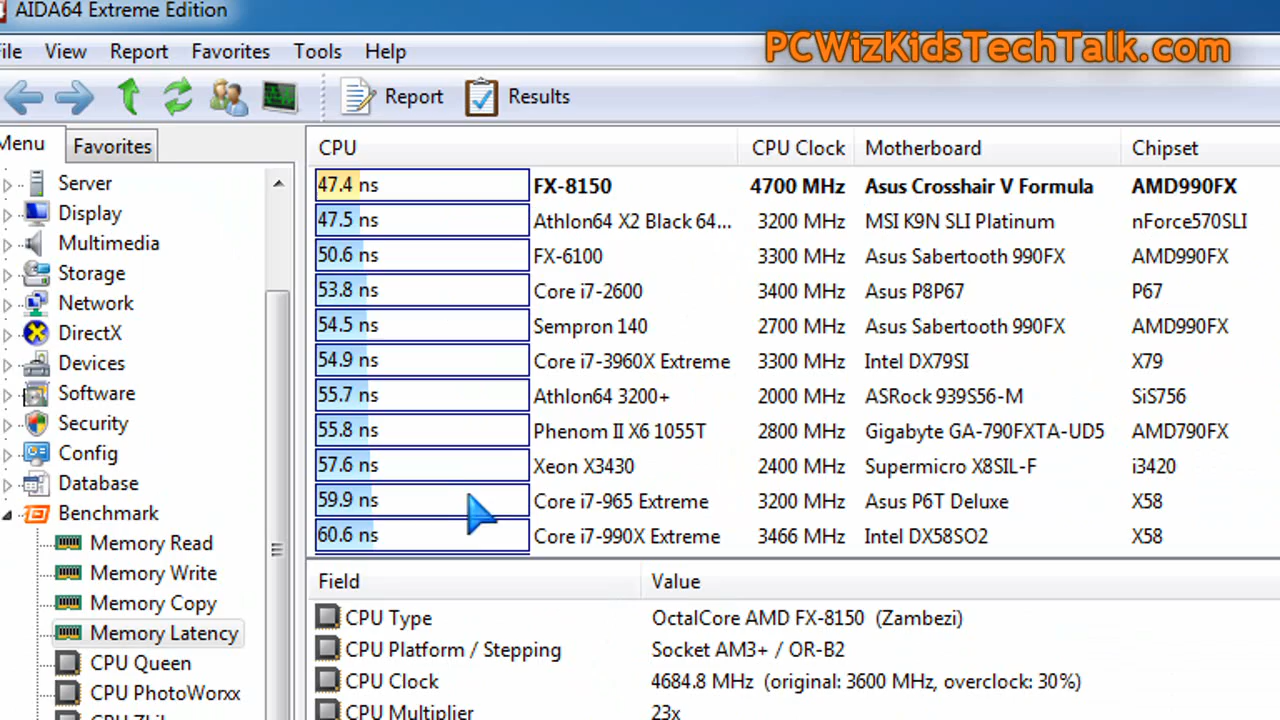 AIDA64 Extreme Edition
PCWizKidsTechTalk.com
File View Report Favorites Tools Help
Report Results
Menu Favorites
CPU CPU Clock Motherboard Chipset
47.4 ns FX-8150 4700 MHz Asus Crosshair V Formula AMD990FX
47.5 ns Athlon64 X2 Black 64... 3200 MHz MSI K9N SLI Platinum nForce570SLI
50.6 ns FX-6100 3300 MHz Asus Sabertooth 990FX AMD990FX
53.8 ns Core i7-2600 3400 MHz Asus P8P67 P67
54.5 ns Sempron 140 2700 MHz Asus Sabertooth 990FX AMD990FX
54.9 ns Core i7-3960X Extreme 3300 MHz Intel DX79SI X79
55.7 ns Athlon64 3200+ 2000 MHz ASRock 939S56-M SiS756
55.8 ns Phenom II X6 1055T 2800 MHz Gigabyte GA-790FXTA-UD5 AMD790FX
57.6 ns Xeon X3430 2400 MHz Supermicro X8SIL-F i3420
59.9 ns Core i7-965 Extreme 3200 MHz Asus P6T Deluxe X58
60.6 ns Core i7-990X Extreme 3466 MHz Intel DX58SO2 X58
Server
Display
Multimedia
Storage
Network
DirectX
Devices
Software
Security
Config
Database
Benchmark
Memory Read
Memory Write
Memory Copy
Memory Latency
CPU Queen
CPU PhotoWorxx
Field Value
CPU Type OctalCore AMD FX-8150 (Zambezi)
CPU Platform / Stepping Socket AM3+ / OR-B2
CPU Clock 4684.8 MHz (original: 3600 MHz, overclock: 30%)
CPU Multiplier 23x